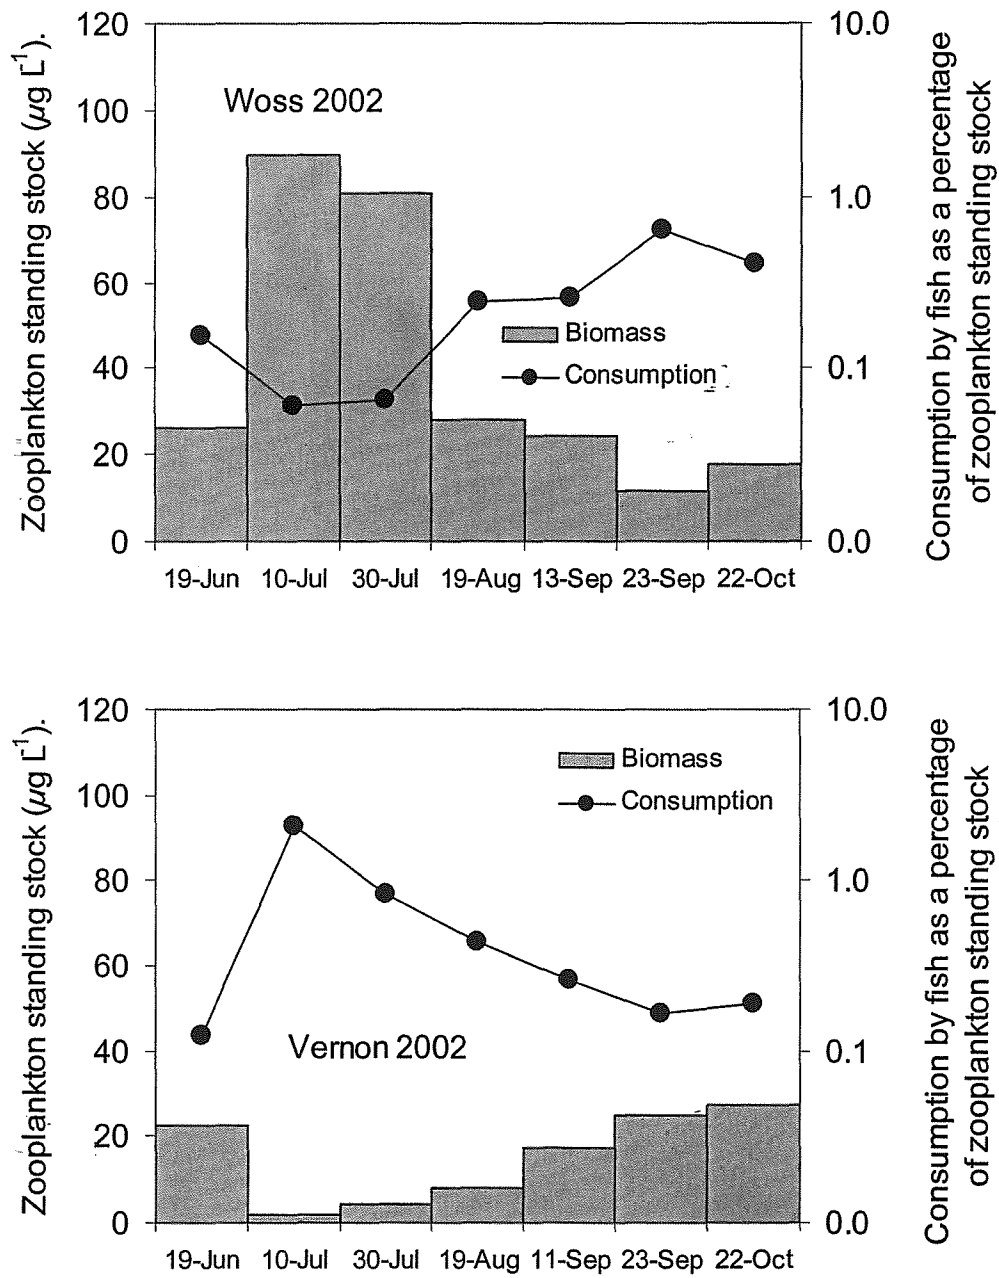 Zooplankton standing stock (µg L⁻¹).
120
100
80
60
40
20
0
Woss 2002
Biomass
Consumption
10.0
1.0
0.1
0.0
Consumption by fish as a percentage
of zooplankton standing stock
19-Jun 10-Jul 30-Jul 19-Aug 13-Sep 23-Sep 22-Oct
Zooplankton standing stock (µg L⁻¹).
120
100
80
60
40
20
0
Biomass
Consumption
Vernon 2002
10.0
1.0
0.1
0.0
Consumption by fish as a percentage
of zooplankton standing stock
19-Jun 10-Jul 30-Jul 19-Aug 11-Sep 23-Sep 22-Oct